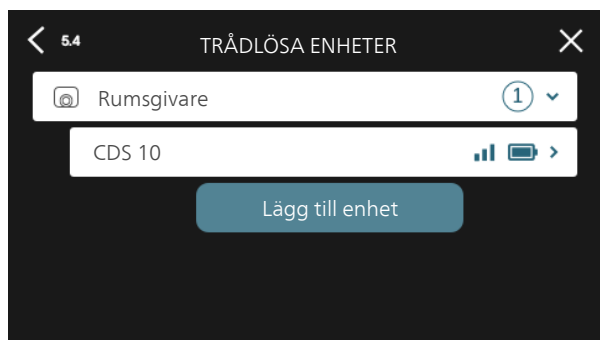 5.4
TRÅDLÖSA ENHETER
Rumsgivare
1
CDS 10
Lägg till enhet